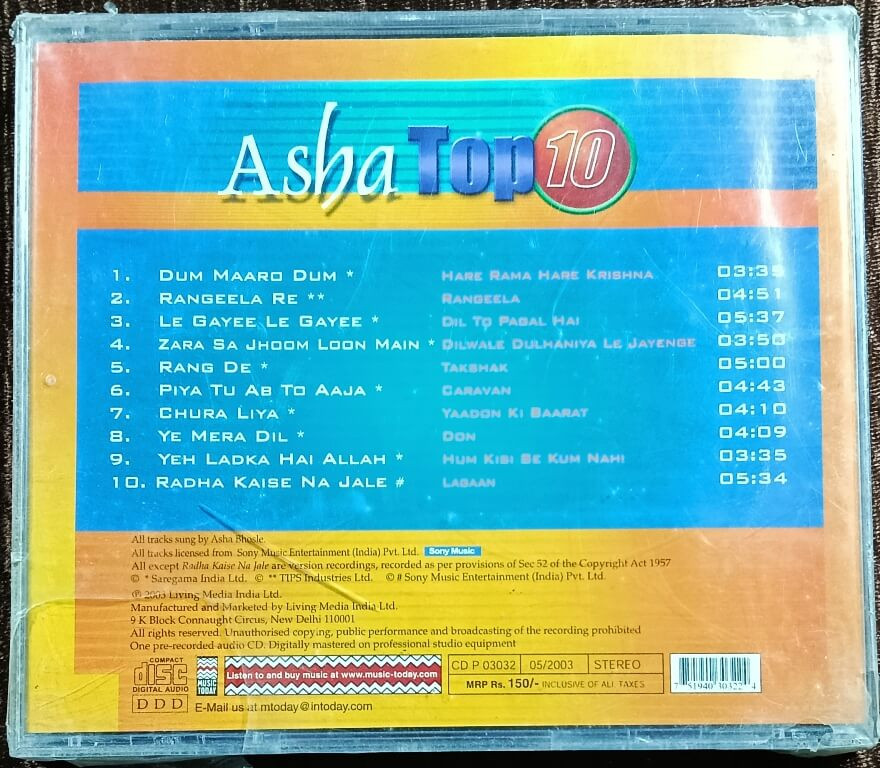 Asha Top 10
1. DUM MAARO DUM * HARE RAMA HARE KRISHNA 03:35
2. RANGEELA RE ** RANGEELA 04:51
3. LE GAYEE LE GAYEE * DIL TO PAGAL HAI 05:37
4. ZARA SA JHOOM LOON MAIN * DILWALE DULHANIYA LE JAYENGE 03:50
5. RANG DE * TAKSHAK 05:00
6. PIYA TU AB TO AAJA * CARAVAN 04:43
7. CHURA LIYA * YAADON KI BAARAT 04:10
8. YE MERA DIL * DON 04:09
9. YEH LADKA HAI ALLAH * HUM KISI SE KUM NAHI 03:35
10. RADHA KAISE NA JALE # LAGAAN 05:34
All tracks sung by Asha Bhosle.
All tracks licensed from Sony Music Entertainment (India) Pvt. Ltd. Sony Music
All except Radha Kaise Na Jale are version recordings, recorded as per provisions of Sec 52 of the Copyright Act 1957
© * Saregama India Ltd. © ** TIPS Industries Ltd. © # Sony Music Entertainment (India) Pvt. Ltd.
℗ 2003 Living Media India Ltd.
Manufactured and Marketed by Living Media India Ltd.
9 K Block Connaught Circus, New Delhi 110001
All rights reserved. Unauthorised copying, public performance and broadcasting of the recording prohibited
One pre-recorded audio CD. Digitally mastered on professional studio equipment
COMPACT disc DIGITAL AUDIO
DDD
MUSIC TODAY
Listen to and buy music at www.music-today.com
E-Mail us at mtoday@intoday.com
CD P 03032 05/2003 STEREO
MRP Rs. 150/- INCLUSIVE OF ALL TAXES
7 51940 30322 4